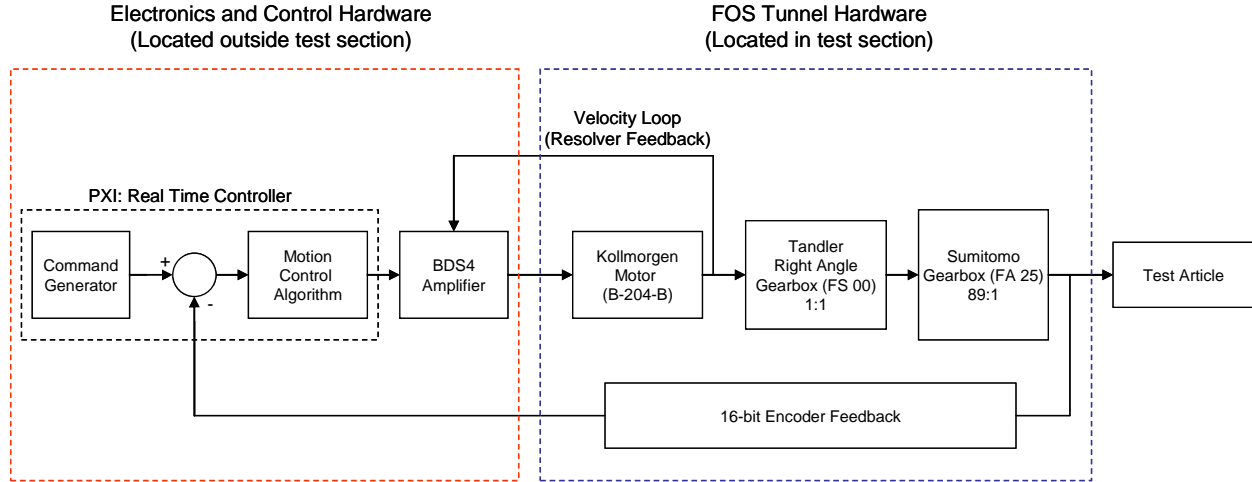 Electronics and Control Hardware
(Located outside test section)
FOS Tunnel Hardware
(Located in test section)
Velocity Loop
(Resolver Feedback)
PXI: Real Time Controller
Command
Generator
+
-
Motion
Control
Algorithm
BDS4
Amplifier
Kollmorgen
Motor
(B-204-B)
Tandler
Right Angle
Gearbox (FS 00)
1:1
Sumitomo
Gearbox (FA 25)
89:1
Test Article
16-bit Encoder Feedback